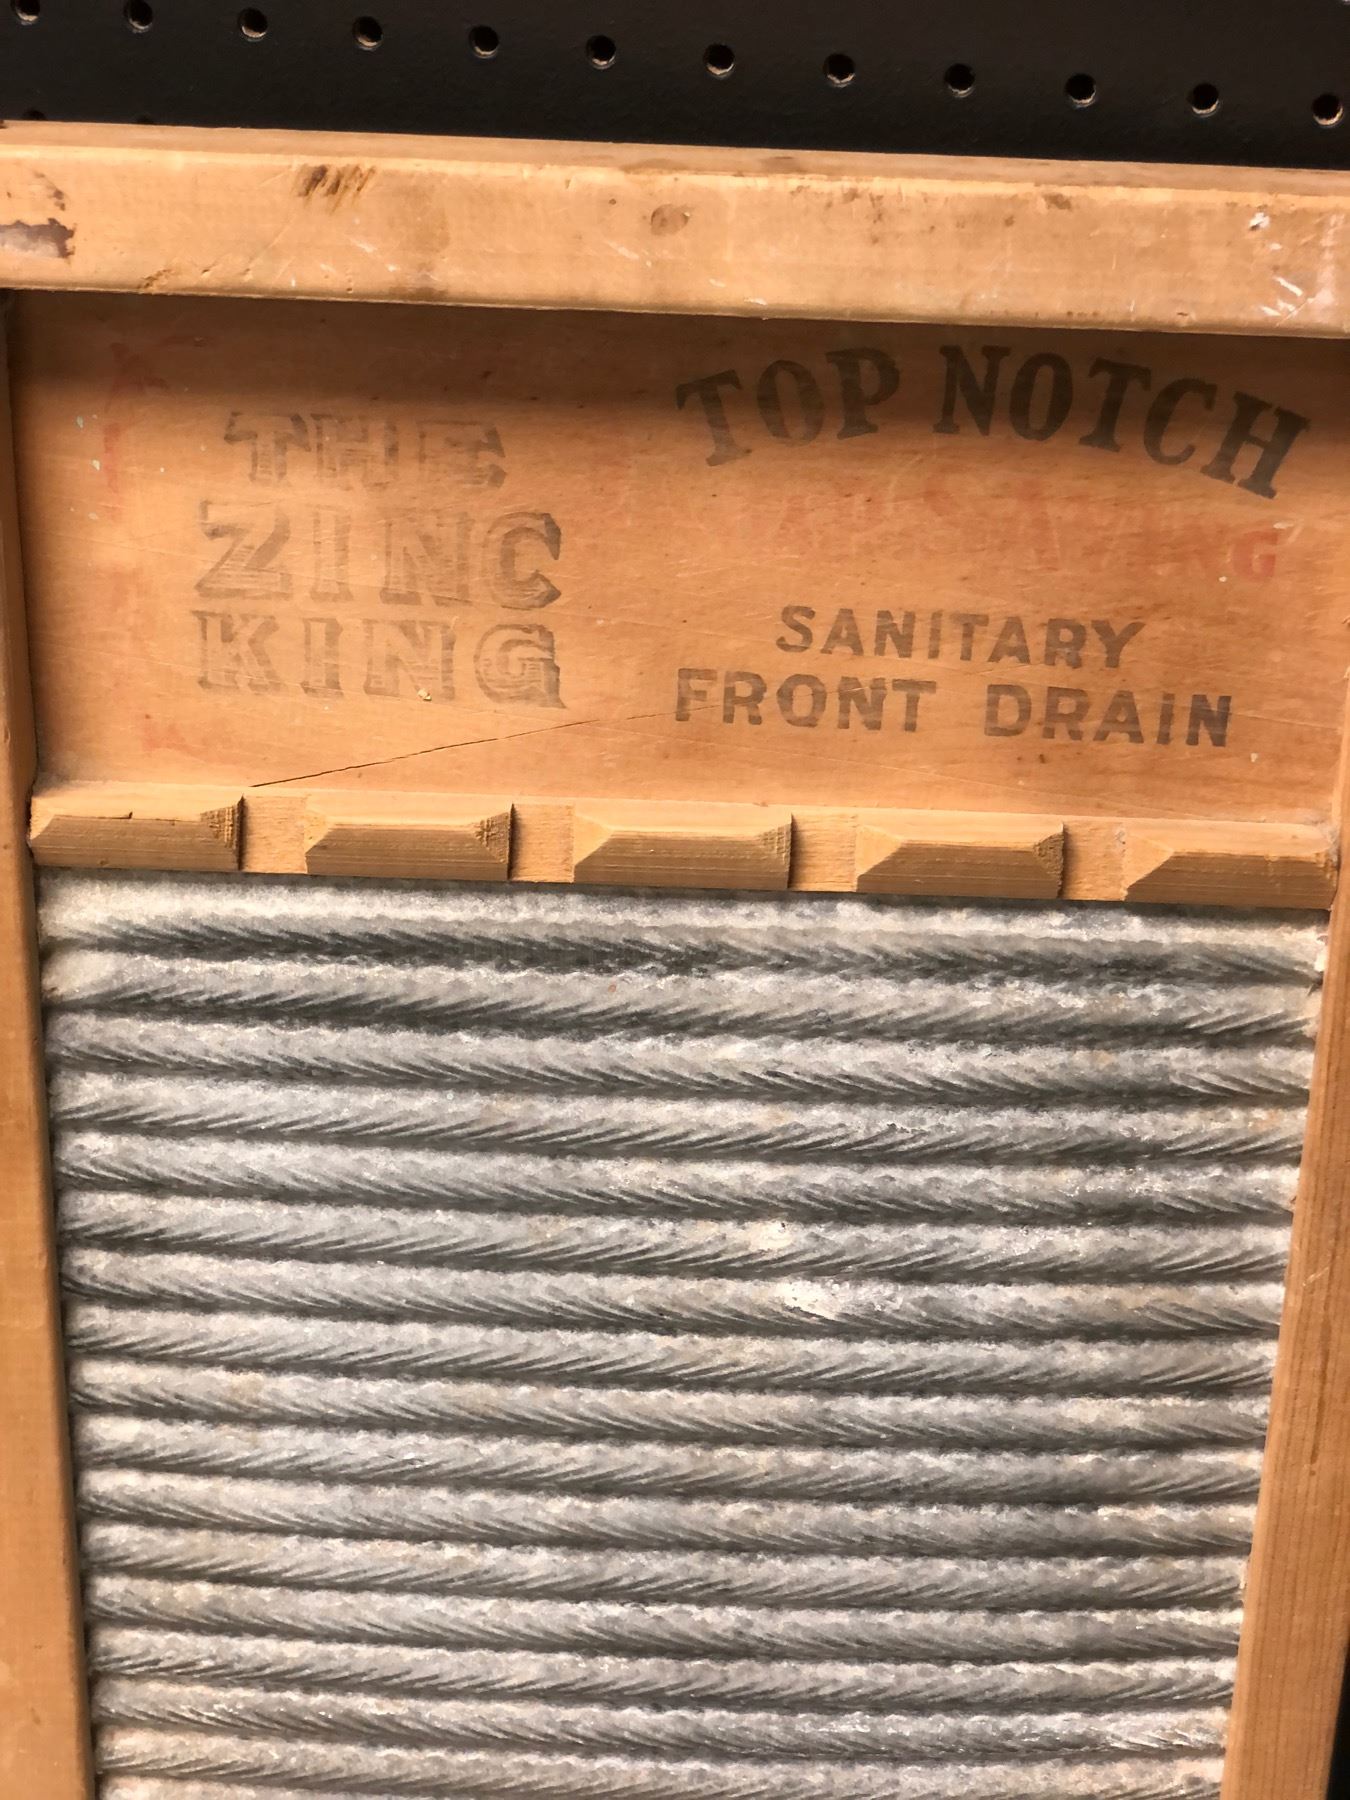 THE
ZINC
KING
TOP NOTCH
SANITARY
FRONT DRAIN